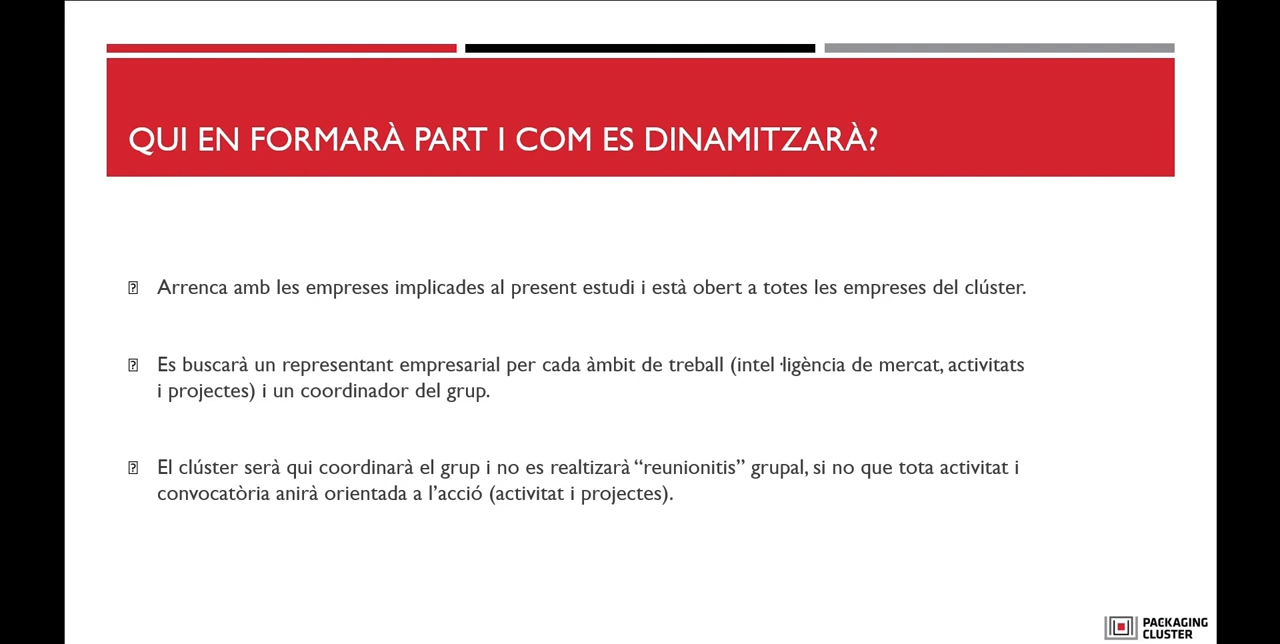 QUI EN FORMARÀ PART I COM ES DINAMITZARÀ?
Arrenca amb les empreses implicades al present estudi i està obert a totes les empreses del clúster.
Es buscarà un representant empresarial per cada àmbit de treball (intel·ligència de mercat, activitats
i projectes) i un coordinador del grup.
El clúster serà qui coordinarà el grup i no es realtizarà “reunionitis” grupal, si no que tota activitat i
convocatòria anirà orientada a l’acció (activitat i projectes).
PACKAGING
CLUSTER